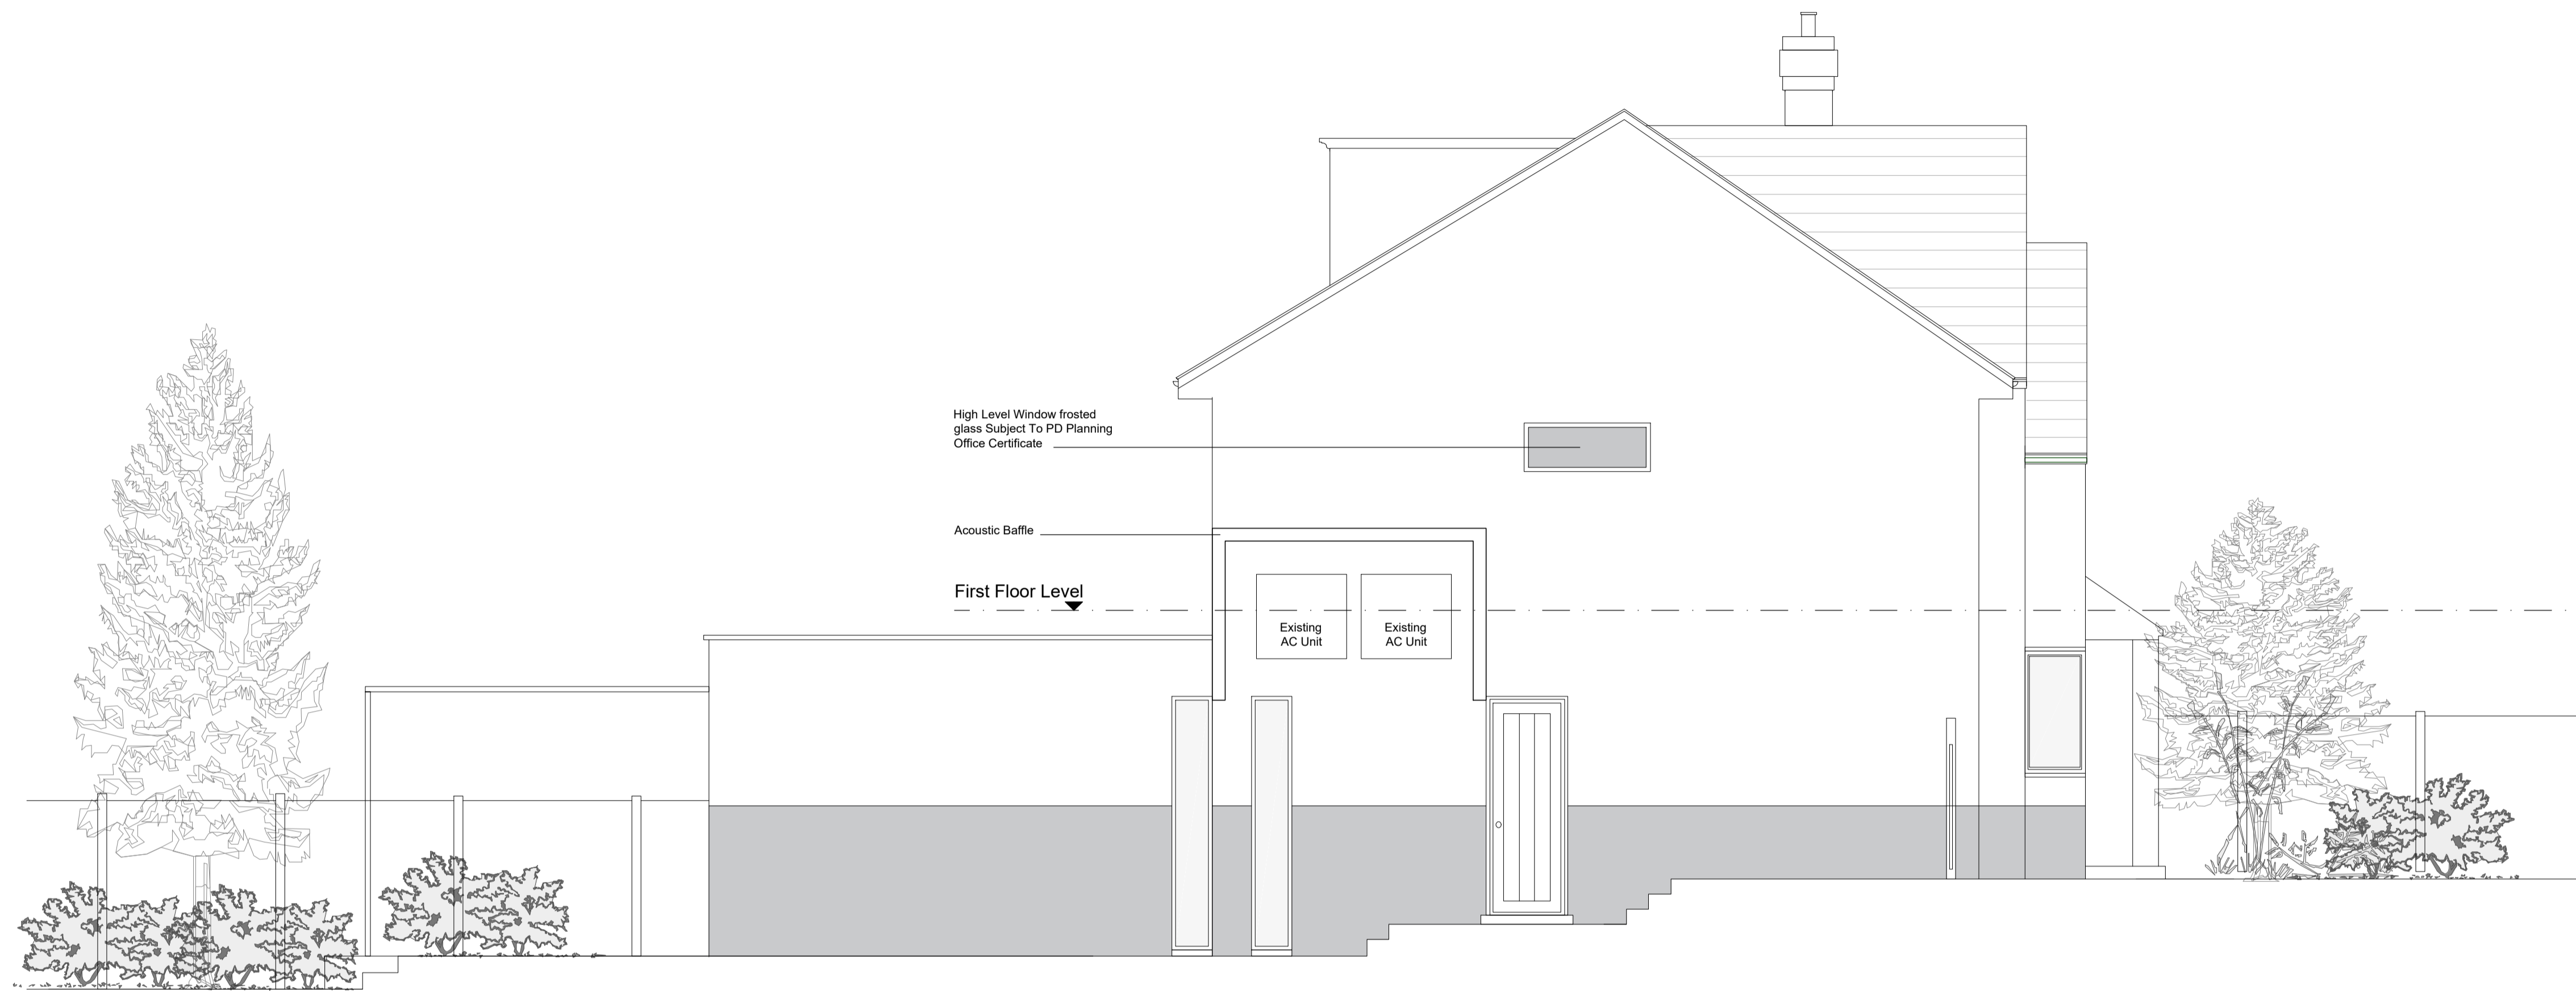 High Level Window frosted
glass Subject To PD Planning
Office Certificate
Acoustic Baffle
First Floor Level
Existing
AC Unit
Existing
AC Unit